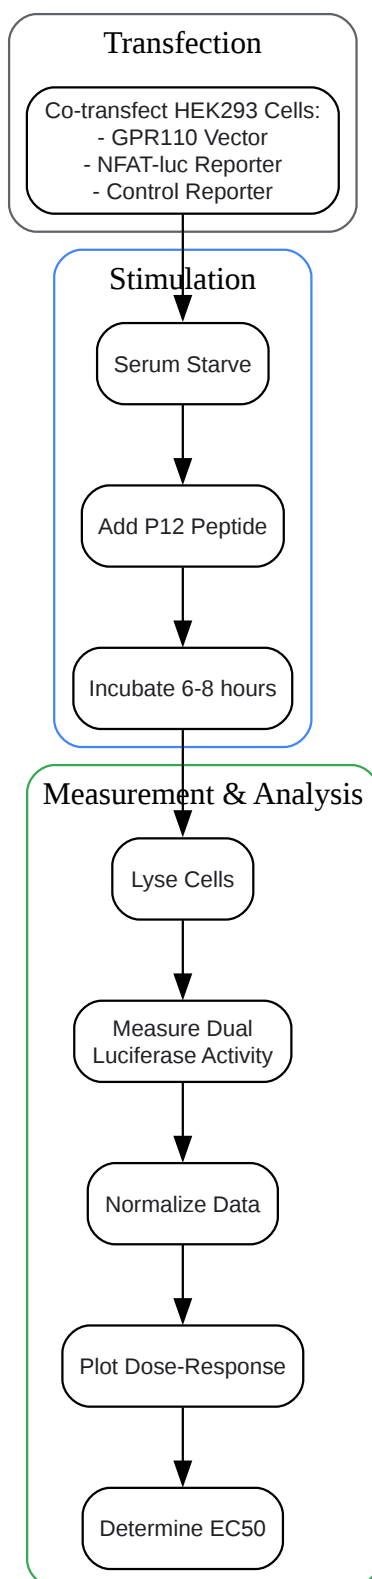 Transfection
Co-transfect HEK293 Cells:
- GPR110 Vector
- NFAT-luc Reporter
- Control Reporter
Stimulation
Serum Starve
Add P12 Peptide
Incubate 6-8 hours
Measurement & Analysis
Lyse Cells
Measure Dual
Luciferase Activity
Normalize Data
Plot Dose-Response
Determine EC50